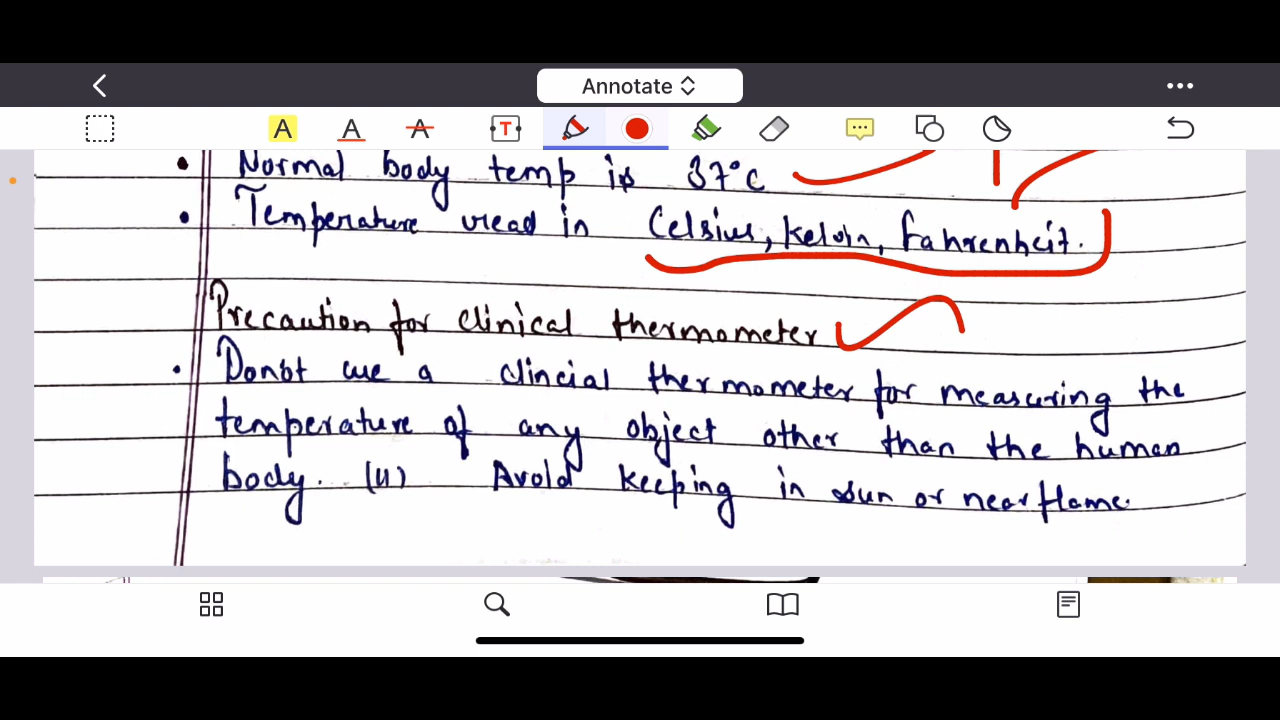 Annotate
A A A T
Normal body temp is 37°C
Temperature read in Celsius, Kelvin, Fahrenheit.
Precaution for clinical thermometer
Donot use a clincial thermometer for measuring the
temperature of any object other than the human
body. (II) Avoid keeping in sun or near flame.